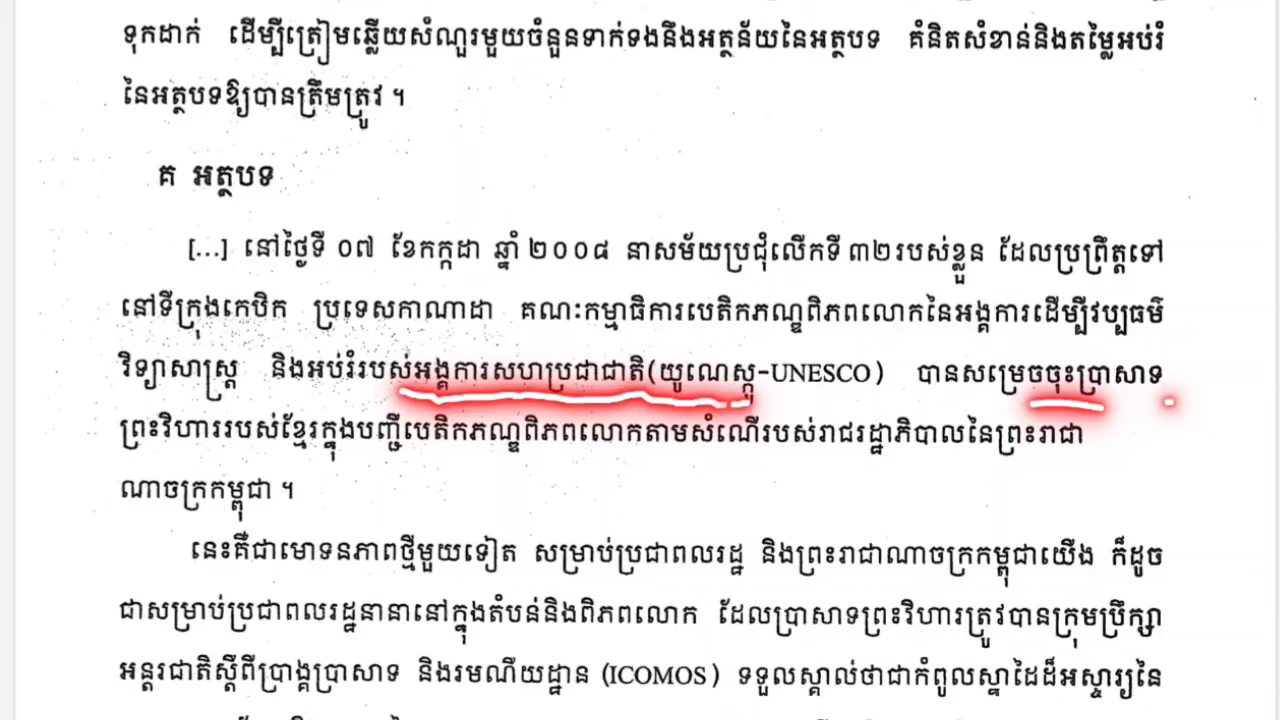 ទុកដាក់ ដើម្បីត្រៀមឆ្លើយសំណួរមួយចំនួនទាក់ទងនឹងអត្ថន័យនៃអត្ថបទ គំនិតសំខាន់និងតម្លៃអប់រំ
នៃអត្ថបទឱ្យបានត្រឹមត្រូវ ។
គ អត្ថបទ
[...] នៅថ្ងៃទី ០៧ ខែកក្កដា ឆ្នាំ ២០០៨ នាសម័យប្រជុំលើកទី ៣២របស់ខ្លួន ដែលប្រព្រឹត្តទៅ
នៅទីក្រុងកេបិក ប្រទេសកាណាដា គណៈកម្មាធិការបេតិកភណ្ឌពិភពលោកនៃអង្គការដើម្បីវប្បធម៌
វិទ្យាសាស្ត្រ និងអប់រំរបស់អង្គការសហប្រជាជាតិ(យូណេស្កូ-UNESCO) បានសម្រេចចុះប្រាសាទ
ព្រះវិហាររបស់ខ្មែរក្នុងបញ្ជីបេតិកភណ្ឌពិភពលោកតាមសំណើរបស់រាជរដ្ឋាភិបាលនៃព្រះរាជា
ណាចក្រកម្ពុជា ។
នេះគឺជាមោទនភាពថ្មីមួយទៀត សម្រាប់ប្រជាពលរដ្ឋ និងព្រះរាជាណាចក្រកម្ពុជាយើង ក៏ដូច
ជាសម្រាប់ប្រជាពលរដ្ឋនានានៅក្នុងតំបន់និងពិភពលោក ដែលប្រាសាទព្រះវិហារត្រូវបានក្រុមប្រឹក្សា
អន្តរជាតិស្តីពីប្រាង្គប្រាសាទ និងរមណីយដ្ឋាន (ICOMOS) ទទួលស្គាល់ថាជាកំពូលស្នាដៃដ៏អស្ចារ្យនៃ